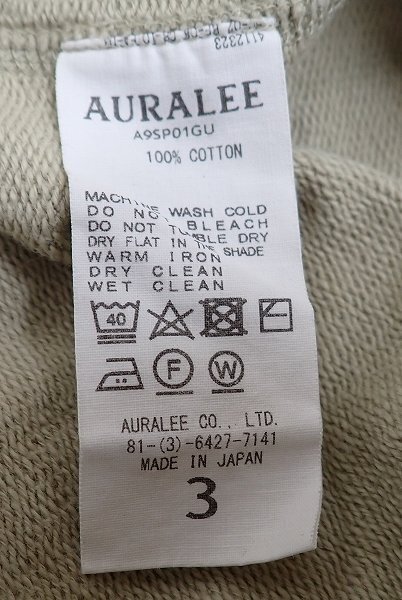 4112323
AURALEE
A9SP01GU
100% COTTON
MACHINE WASH COLD
DO NOT BLEACH
DO NOT TUMBLE DRY
DRY FLAT IN THE SHADE
WARM IRON
DRY CLEAN
WET CLEAN
40
F W
AURALEE CO., LTD.
81-(3)-6427-7141
MADE IN JAPAN
3